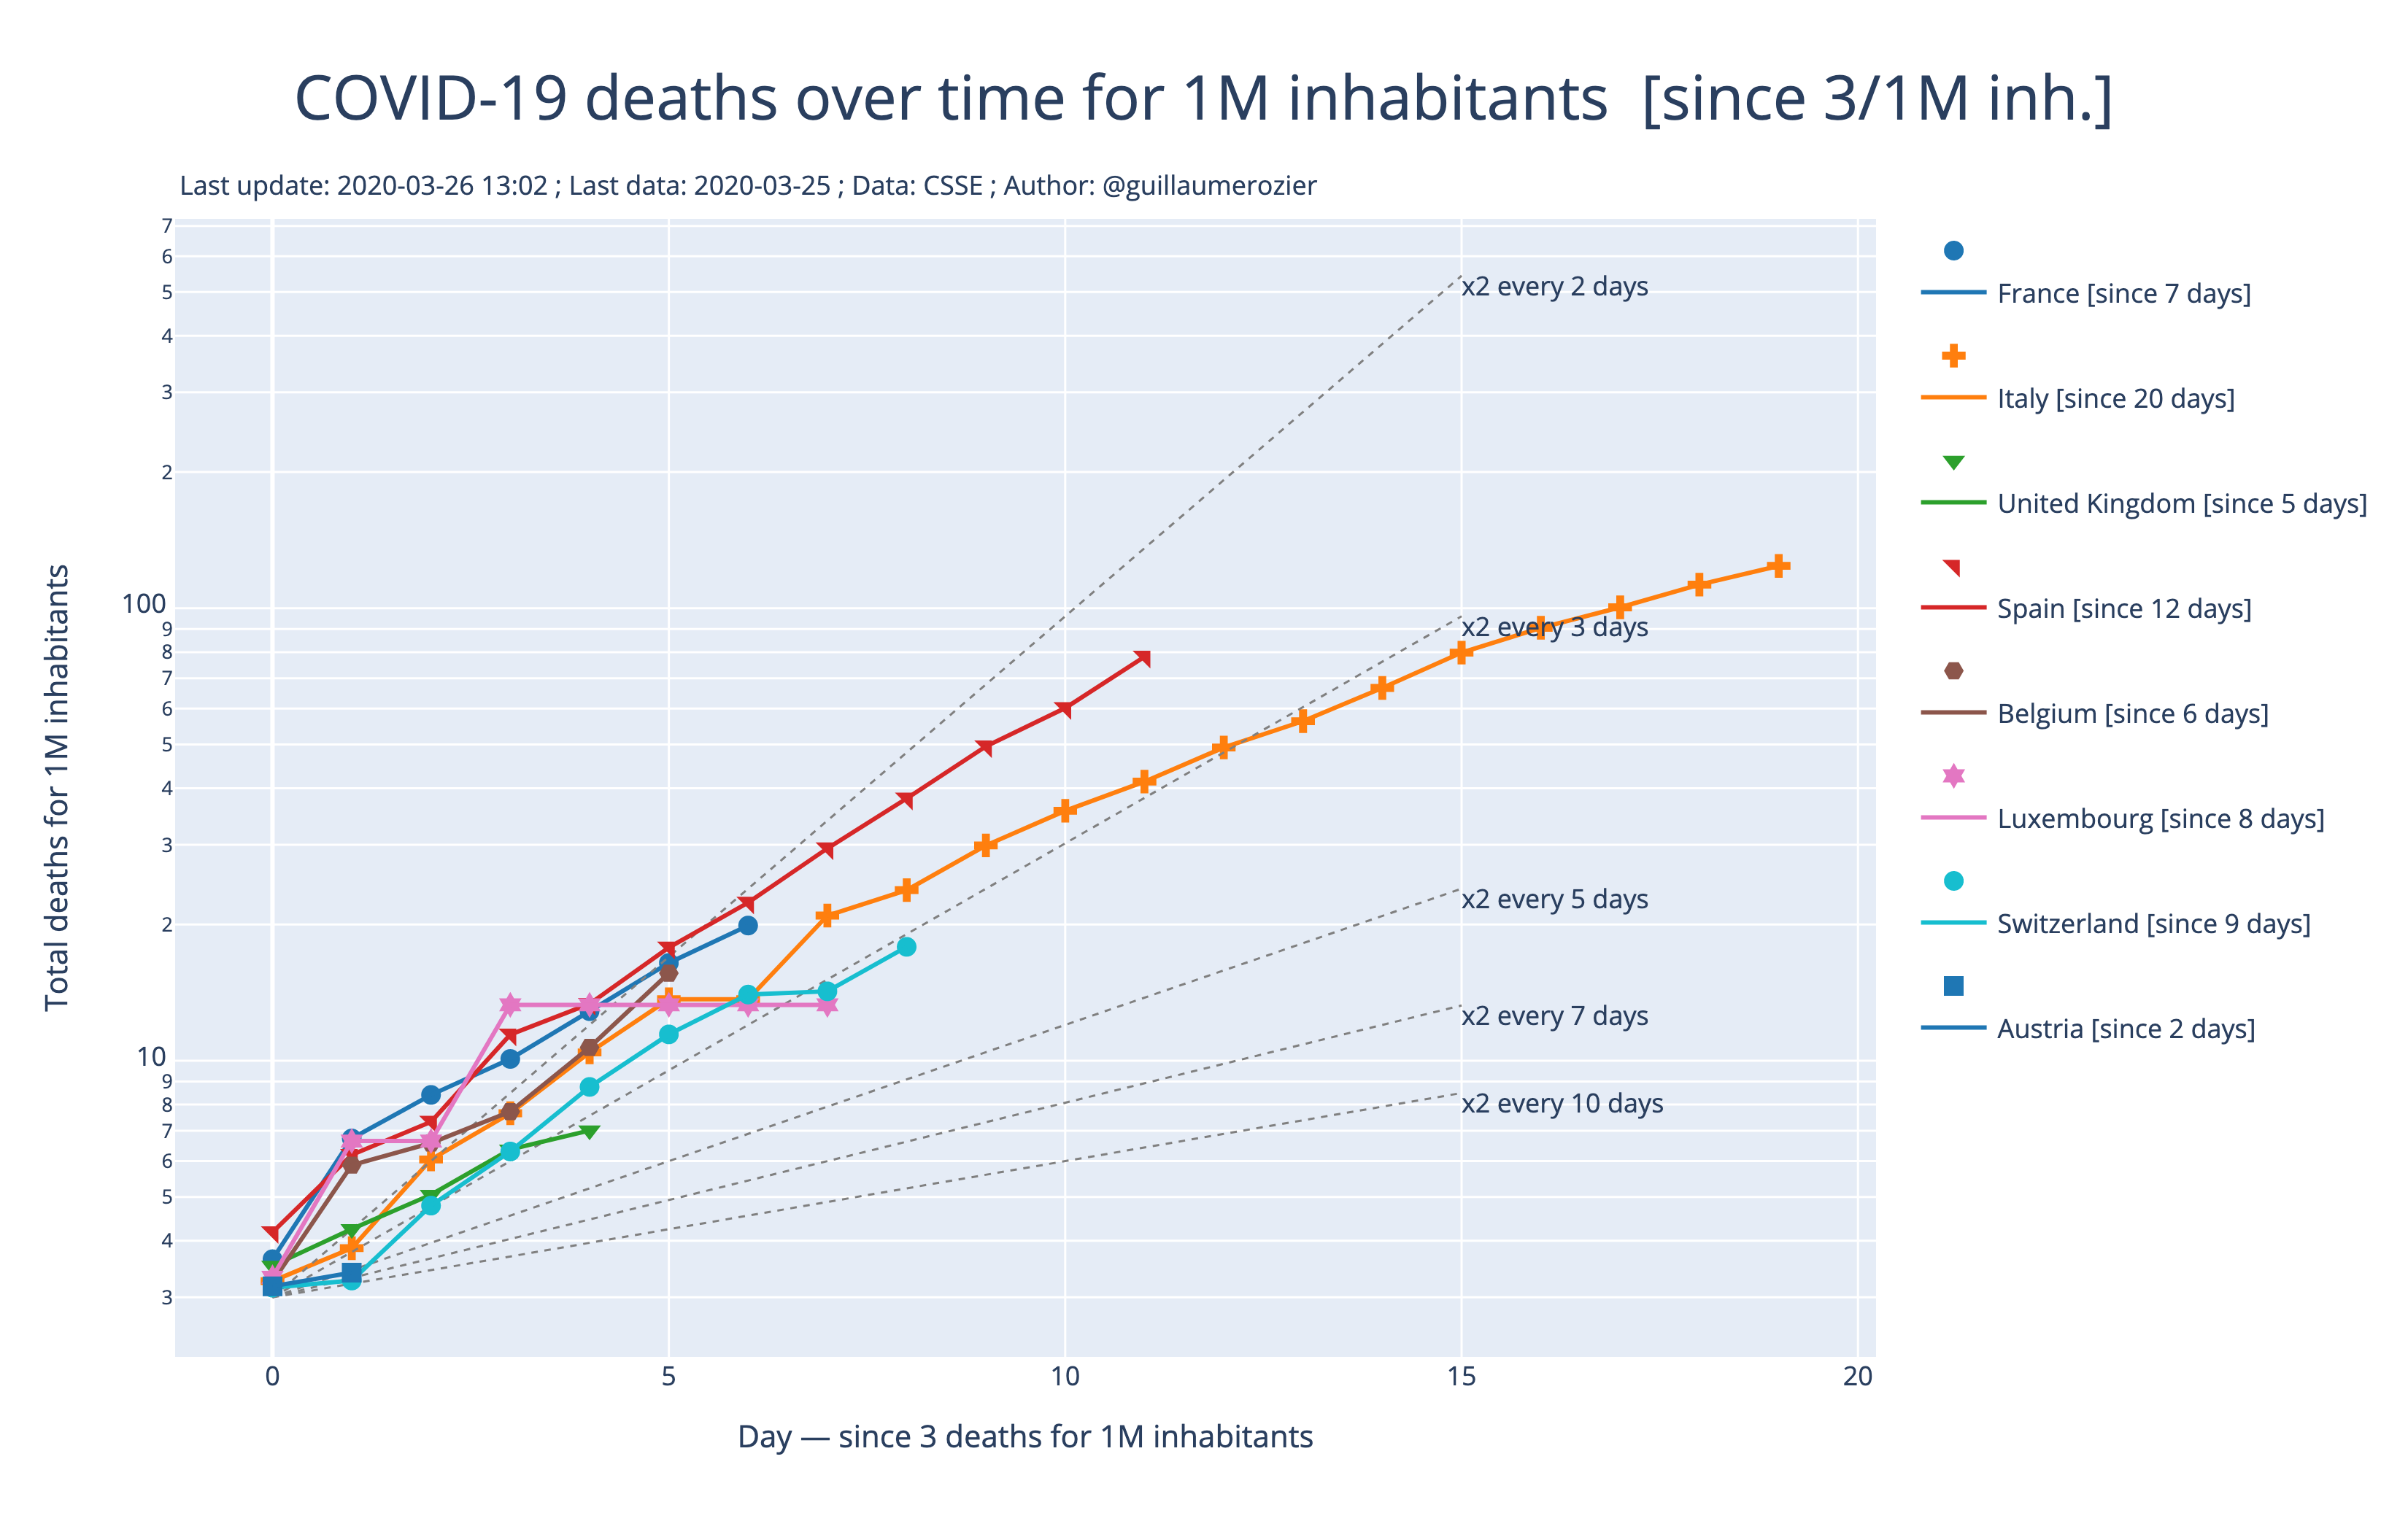 COVID-19 deaths over time for 1M inhabitants [since 3/1M inh.]
Last update: 2020-03-26 13:02 ; Last data: 2020-03-25 ; Data: CSSE ; Author: @guillaumerozier
Total deaths for 1M inhabitants
7
6
5
4
3
2
100
9
8
7
6
5
4
3
2
10
9
8
7
6
5
4
3
x2 every 2 days
x2 every 3 days
x2 every 5 days
x2 every 7 days
x2 every 10 days
0 5 10 15 20
Day — since 3 deaths for 1M inhabitants
France [since 7 days]
Italy [since 20 days]
United Kingdom [since 5 days]
Spain [since 12 days]
Belgium [since 6 days]
Luxembourg [since 8 days]
Switzerland [since 9 days]
Austria [since 2 days]